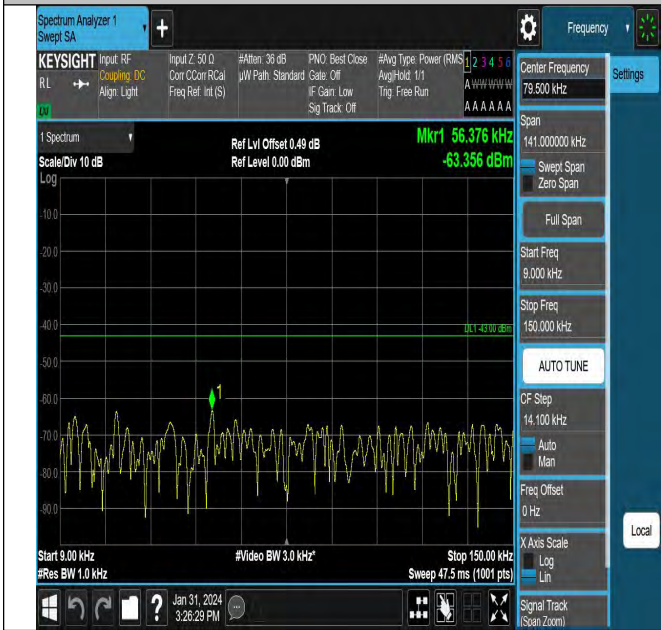 Spectrum Analyzer 1
Swept SA
Frequency
KEYSIGHT
RL
Input: RF
Coupling: DC
Align: Light
Input Z: 50 Ω
Corr CCorr RCal
Freq Ref: Int (S)
#Atten: 36 dB
µW Path: Standard
PNO: Best Close
Gate: Off
IF Gain: Low
Sig Track: Off
#Avg Type: Power (RMS
Avg|Hold: 1/1
Trig: Free Run
1 2 3 4 5 6
A W W W W W
A A A A A A
1 Spectrum
Scale/Div 10 dB
Ref Lvl Offset 0.49 dB
Ref Level 0.00 dBm
Mkr1 56.376 kHz
-63.356 dBm
Log
-10.0
-20.0
-30.0
-40.0
-50.0
-60.0
-70.0
-80.0
-90.0
DL1 -43.00 dBm
1
Start 9.00 kHz
#Res BW 1.0 kHz
#Video BW 3.0 kHz*
Stop 150.00 kHz
Sweep 47.5 ms (1001 pts)
Center Frequency
79.500 kHz
Span
141.000000 kHz
Swept Span
Zero Span
Full Span
Start Freq
9.000 kHz
Stop Freq
150.000 kHz
AUTO TUNE
CF Step
14.100 kHz
Auto
Man
Freq Offset
0 Hz
X Axis Scale
Log
Lin
Signal Track
(Span Zoom)
Settings
Local
?
Jan 31, 2024
3:26:29 PM